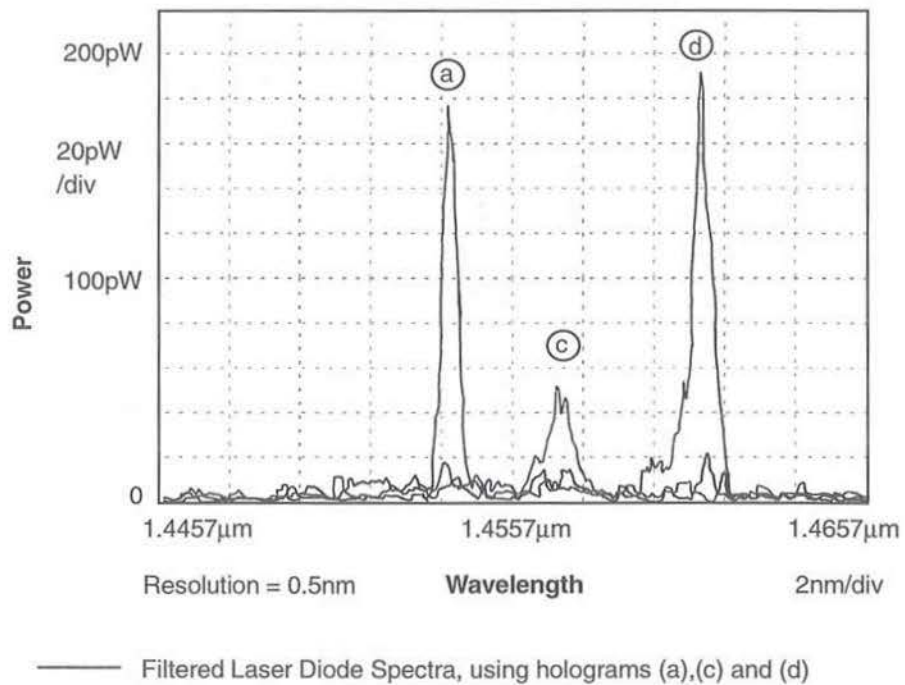 200pW
20pW
/div
100pW
0
Power
a
c
d
1.4457μm 1.4557μm 1.4657μm
Resolution = 0.5nm Wavelength 2nm/div
Filtered Laser Diode Spectra, using holograms (a),(c) and (d)